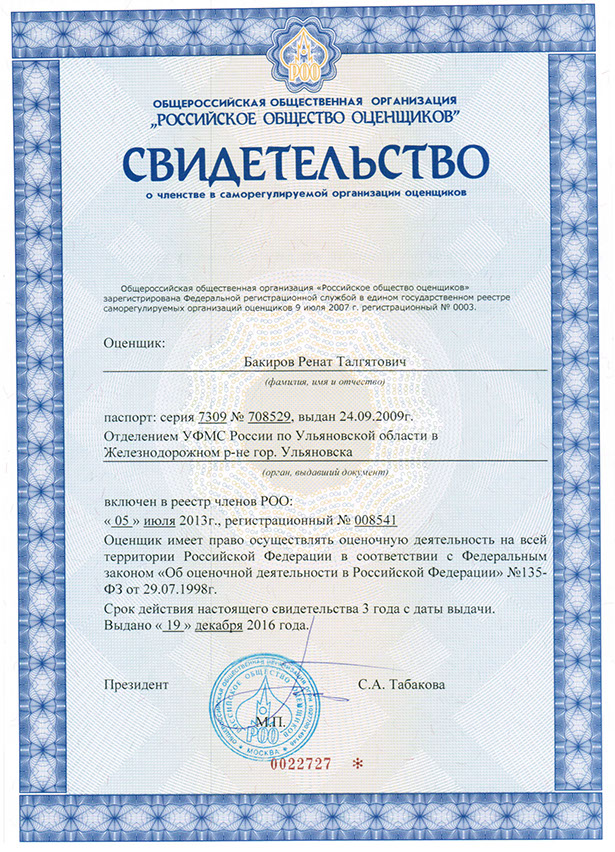 РОО
ОБЩЕРОССИЙСКАЯ ОБЩЕСТВЕННАЯ ОРГАНИЗАЦИЯ
„РОССИЙСКОЕ ОБЩЕСТВО ОЦЕНЩИКОВ”
СВИДЕТЕЛЬСТВО
о членстве в саморегулируемой организации оценщиков
Общероссийская общественная организация «Российское общество оценщиков»
зарегистрирована Федеральной регистрационной службой в едином государственном реестре
саморегулируемых организаций оценщиков 9 июля 2007 г. регистрационный № 0003.
Оценщик:
Бакиров Ренат Талгятович
(фамилия, имя и отчество)
паспорт: серия 7309 № 708529, выдан 24.09.2009г.
Отделением УФМС России по Ульяновской области в
Железнодорожном р-не гор. Ульяновска
(орган, выдавший документ)
включен в реестр членов РОО:
« 05 » июля 2013г., регистрационный № 008541
Оценщик имеет право осуществлять оценочную деятельность на всей
территории Российской Федерации в соответствии с Федеральным
законом «Об оценочной деятельности в Российской Федерации» №135-
ФЗ от 29.07.1998г.
Срок действия настоящего свидетельства 3 года с даты выдачи.
Выдано « 19 » декабря 2016 года.
Президент С.А. Табакова
РОССИЙСКОЕ ОБЩЕСТВО ОЦЕНЩИКОВ
М.П.
РОО
МОСКВА
0022727 *